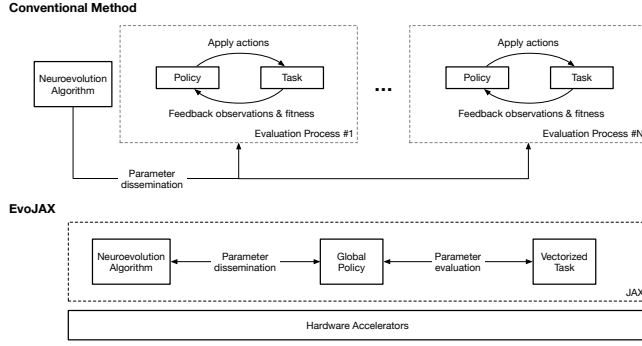 Conventional Method
Neuroevolution
Algorithm
Apply actions
Policy
Task
Feedback observations & fitness
Evaluation Process #1
...
Apply actions
Policy
Task
Feedback observations & fitness
Evaluation Process #N
Parameter
dissemination
EvoJAX
Neuroevolution
Algorithm
Parameter
dissemination
Global
Policy
Parameter
evaluation
Vectorized
Task
JAX
Hardware Accelerators